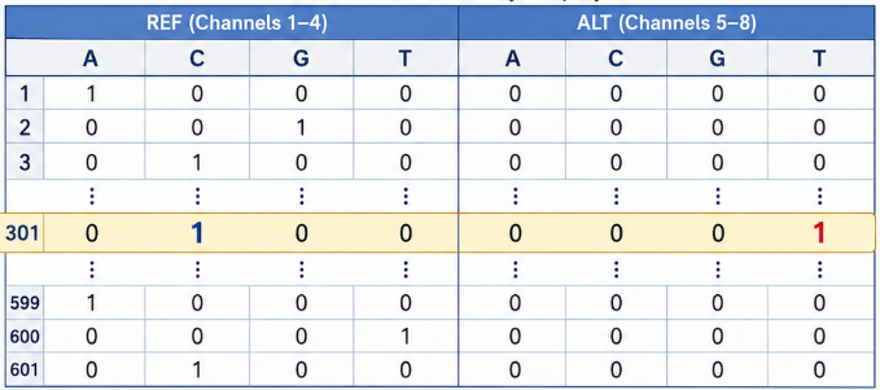 REF (Channels 1–4) ALT (Channels 5–8)
A C G T A C G T
1 1 0 0 0 0 0 0 0
2 0 0 1 0 0 0 0 0
3 0 1 0 0 0 0 0 0
⋮ ⋮ ⋮ ⋮ ⋮ ⋮ ⋮ ⋮
301 0 1 0 0 0 0 0 1
⋮ ⋮ ⋮ ⋮ ⋮ ⋮ ⋮ ⋮
599 1 0 0 0 0 0 0 0
600 0 0 0 1 0 0 0 0
601 0 1 0 0 0 0 0 0